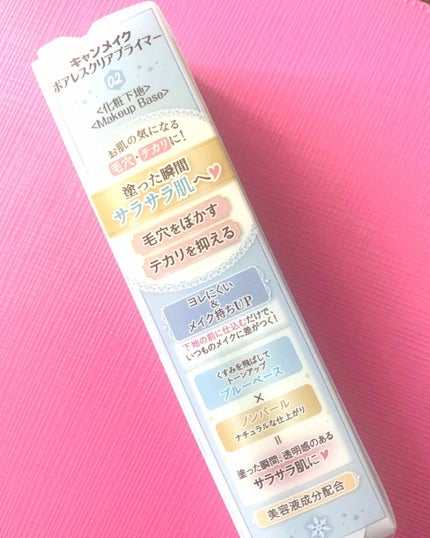 キャンメイク
ポアレスクリアプライマー
02
<化粧下地>
<Makeup Base>
お肌の気になる
毛穴・テカリに!
塗った瞬間
サラサラ肌へ♥
毛穴をぼかす
テカリを抑える
ヨレにくい
&
メイク持ちUP
下地の前に仕込むだけで、
いつものメイクに差がつく!
くすみを飛ばして
トーンアップ
ブルーベース
×
ノンパール
ナチュラルな仕上がり
=
塗った瞬間、透明感のある
サラサラ肌に♥
美容液成分配合